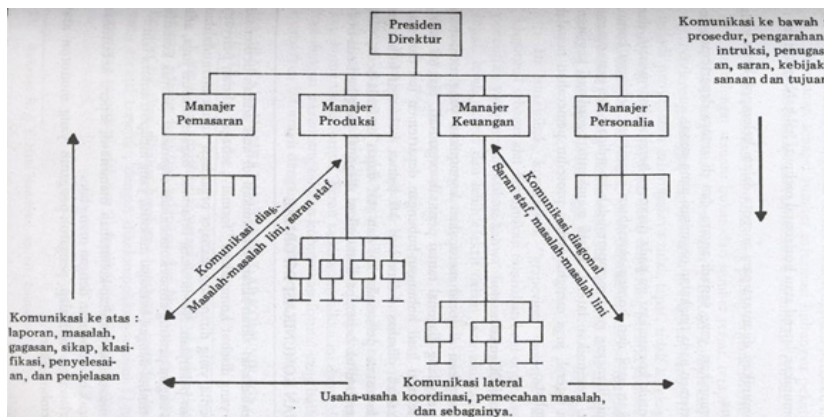 Presiden
Direktur
Komunikasi ke bawah
prosedur, pengarahan
intruksi, penugas
an, saran, kebijak
sanaan dan tujuan
Manajer
Pemasaran
Manajer
Produksi
Manajer
Keuangan
Manajer
Personalia
Komunikasi diag
Masalah-masalah lini, saran staf
Komunikasi diagonal
Saran staf, masalah-masalah lini
Komunikasi ke atas :
laporan, masalah,
gagasan, sikap, klasi-
fikasi, penyelesai-
an, dan penjelasan
Komunikasi lateral
Usaha-usaha koordinasi, pemecahan masalah,
dan sebagainya.